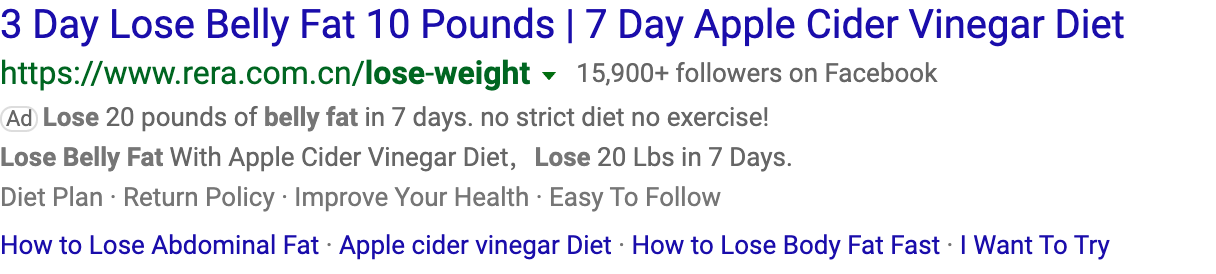 3 Day Lose Belly Fat 10 Pounds | 7 Day Apple Cider Vinegar Diet
https://www.rera.com.cn/lose-weight ▾ 15,900+ followers on Facebook
Ad Lose 20 pounds of belly fat in 7 days. no strict diet no exercise!
Lose Belly Fat With Apple Cider Vinegar Diet， Lose 20 Lbs in 7 Days.
Diet Plan · Return Policy · Improve Your Health · Easy To Follow
How to Lose Abdominal Fat · Apple cider vinegar Diet · How to Lose Body Fat Fast · I Want To Try